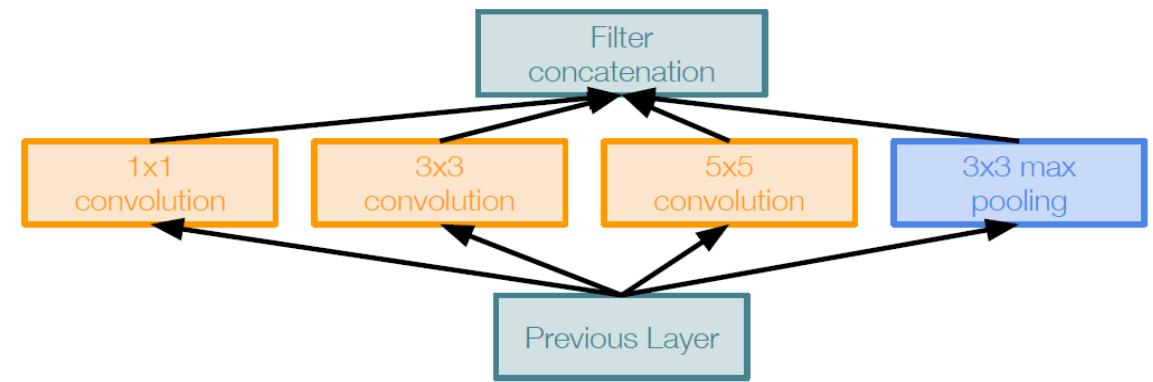 Filter
concatenation
1x1
convolution
3x3
convolution
5x5
convolution
3x3 max
pooling
Previous Layer